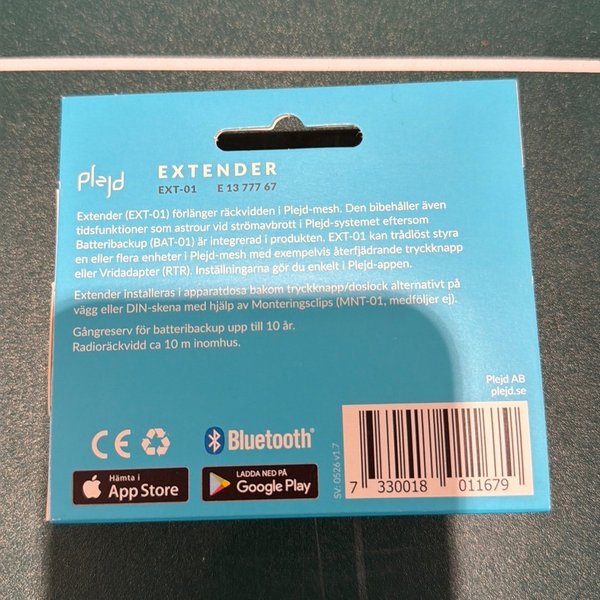 plejd
EXTENDER
EXT-01 E 13 777 67
Extender (EXT-01) förlänger räckvidden i Plejd-mesh. Den bibehåller även
tidsfunktioner som astrour vid strömavbrott i Plejd-systemet eftersom
Batteribackup (BAT-01) är integrerad i produkten. EXT-01 kan trådlöst styra
en eller flera enheter i Plejd-mesh med exempelvis återfjädrande tryckknapp
eller Vridadapter (RTR). Inställningarna gör du enkelt i Plejd-appen.
Extender installeras i apparatdosa bakom tryckknapp/doslock alternativt på
vägg eller DIN-skena med hjälp av Monteringsclips (MNT-01, medföljer ej).
Gångreserv för batteribackup upp till 10 år.
Radioräckvidd ca 10 m inomhus.
Plejd AB
plejd.se
CE
Bluetooth®
Hämta i
App Store
LADDA NED PÅ
Google Play
SV: 0526 v1.7
7 330018 011679